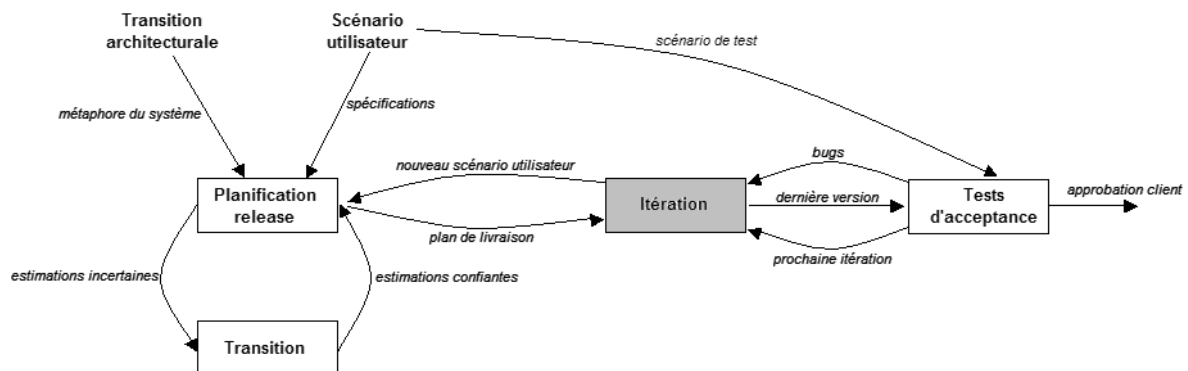 Transition
architecturale
Scénario
utilisateur
scénario de test
métaphore du système
spécifications
nouveau scénario utilisateur
bugs
Planification
release
Itération
dernière version
Tests
d'acceptance
approbation client
plan de livraison
prochaine itération
estimations incertaines
estimations confiantes
Transition